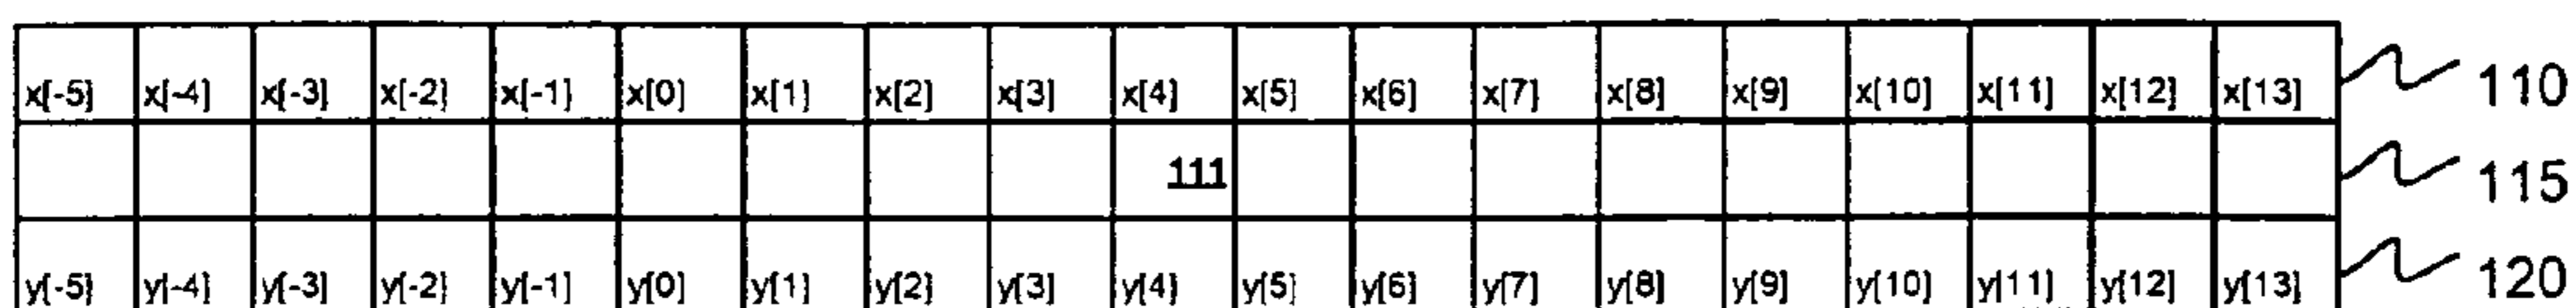 x[-5] x[-4] x[-3] x[-2] x[-1] x[0] x[1] x[2] x[3] x[4] x[5] x[6] x[7] x[8] x[9] x[10] x[11] x[12] x[13] 110
111 115
y[-5] y[-4] y[-3] y[-2] y[-1] y[0] y[1] y[2] y[3] y[4] y[5] y[6] y[7] y[8] y[9] y[10] y[11] y[12] y[13] 120